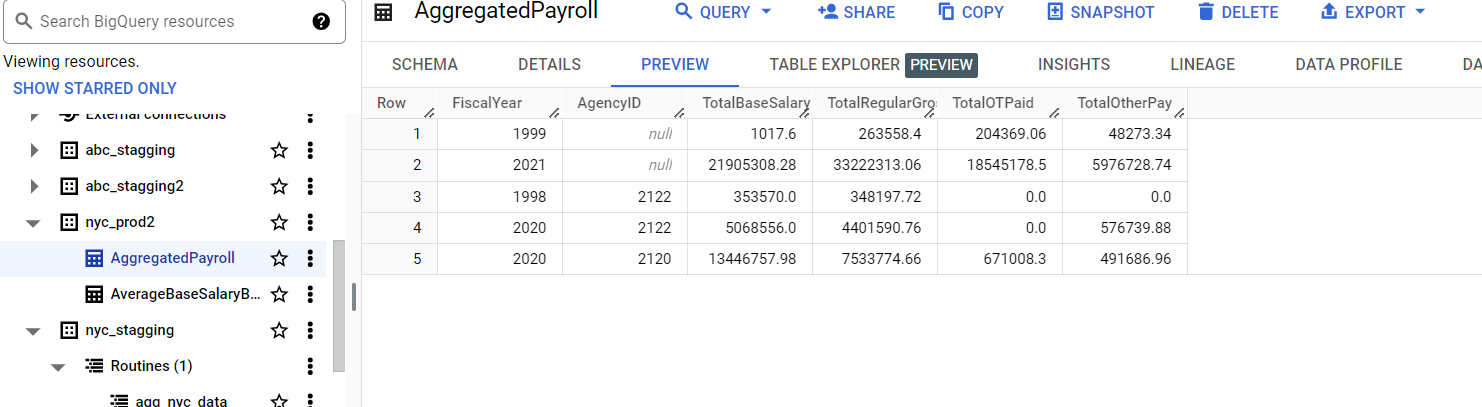 Search BigQuery resources
Viewing resources.
SHOW STARRED ONLY
External connections
abc_stagging
abc_stagging2
nyc_prod2
AggregatedPayroll
AverageBaseSalaryB...
nyc_stagging
Routines (1)
agg_nyc_data
AggregatedPayroll QUERY SHARE COPY SNAPSHOT DELETE EXPORT
SCHEMA DETAILS PREVIEW TABLE EXPLORER PREVIEW INSIGHTS LINEAGE DATA PROFILE DA
Row FiscalYear AgencyID TotalBaseSalary TotalRegularGro TotalOTPaid TotalOtherPay
1 1999 null 1017.6 263558.4 204369.06 48273.34
2 2021 null 21905308.28 33222313.06 18545178.5 5976728.74
3 1998 2122 353570.0 348197.72 0.0 0.0
4 2020 2122 5068556.0 4401590.76 0.0 576739.88
5 2020 2120 13446757.98 7533774.66 671008.3 491686.96